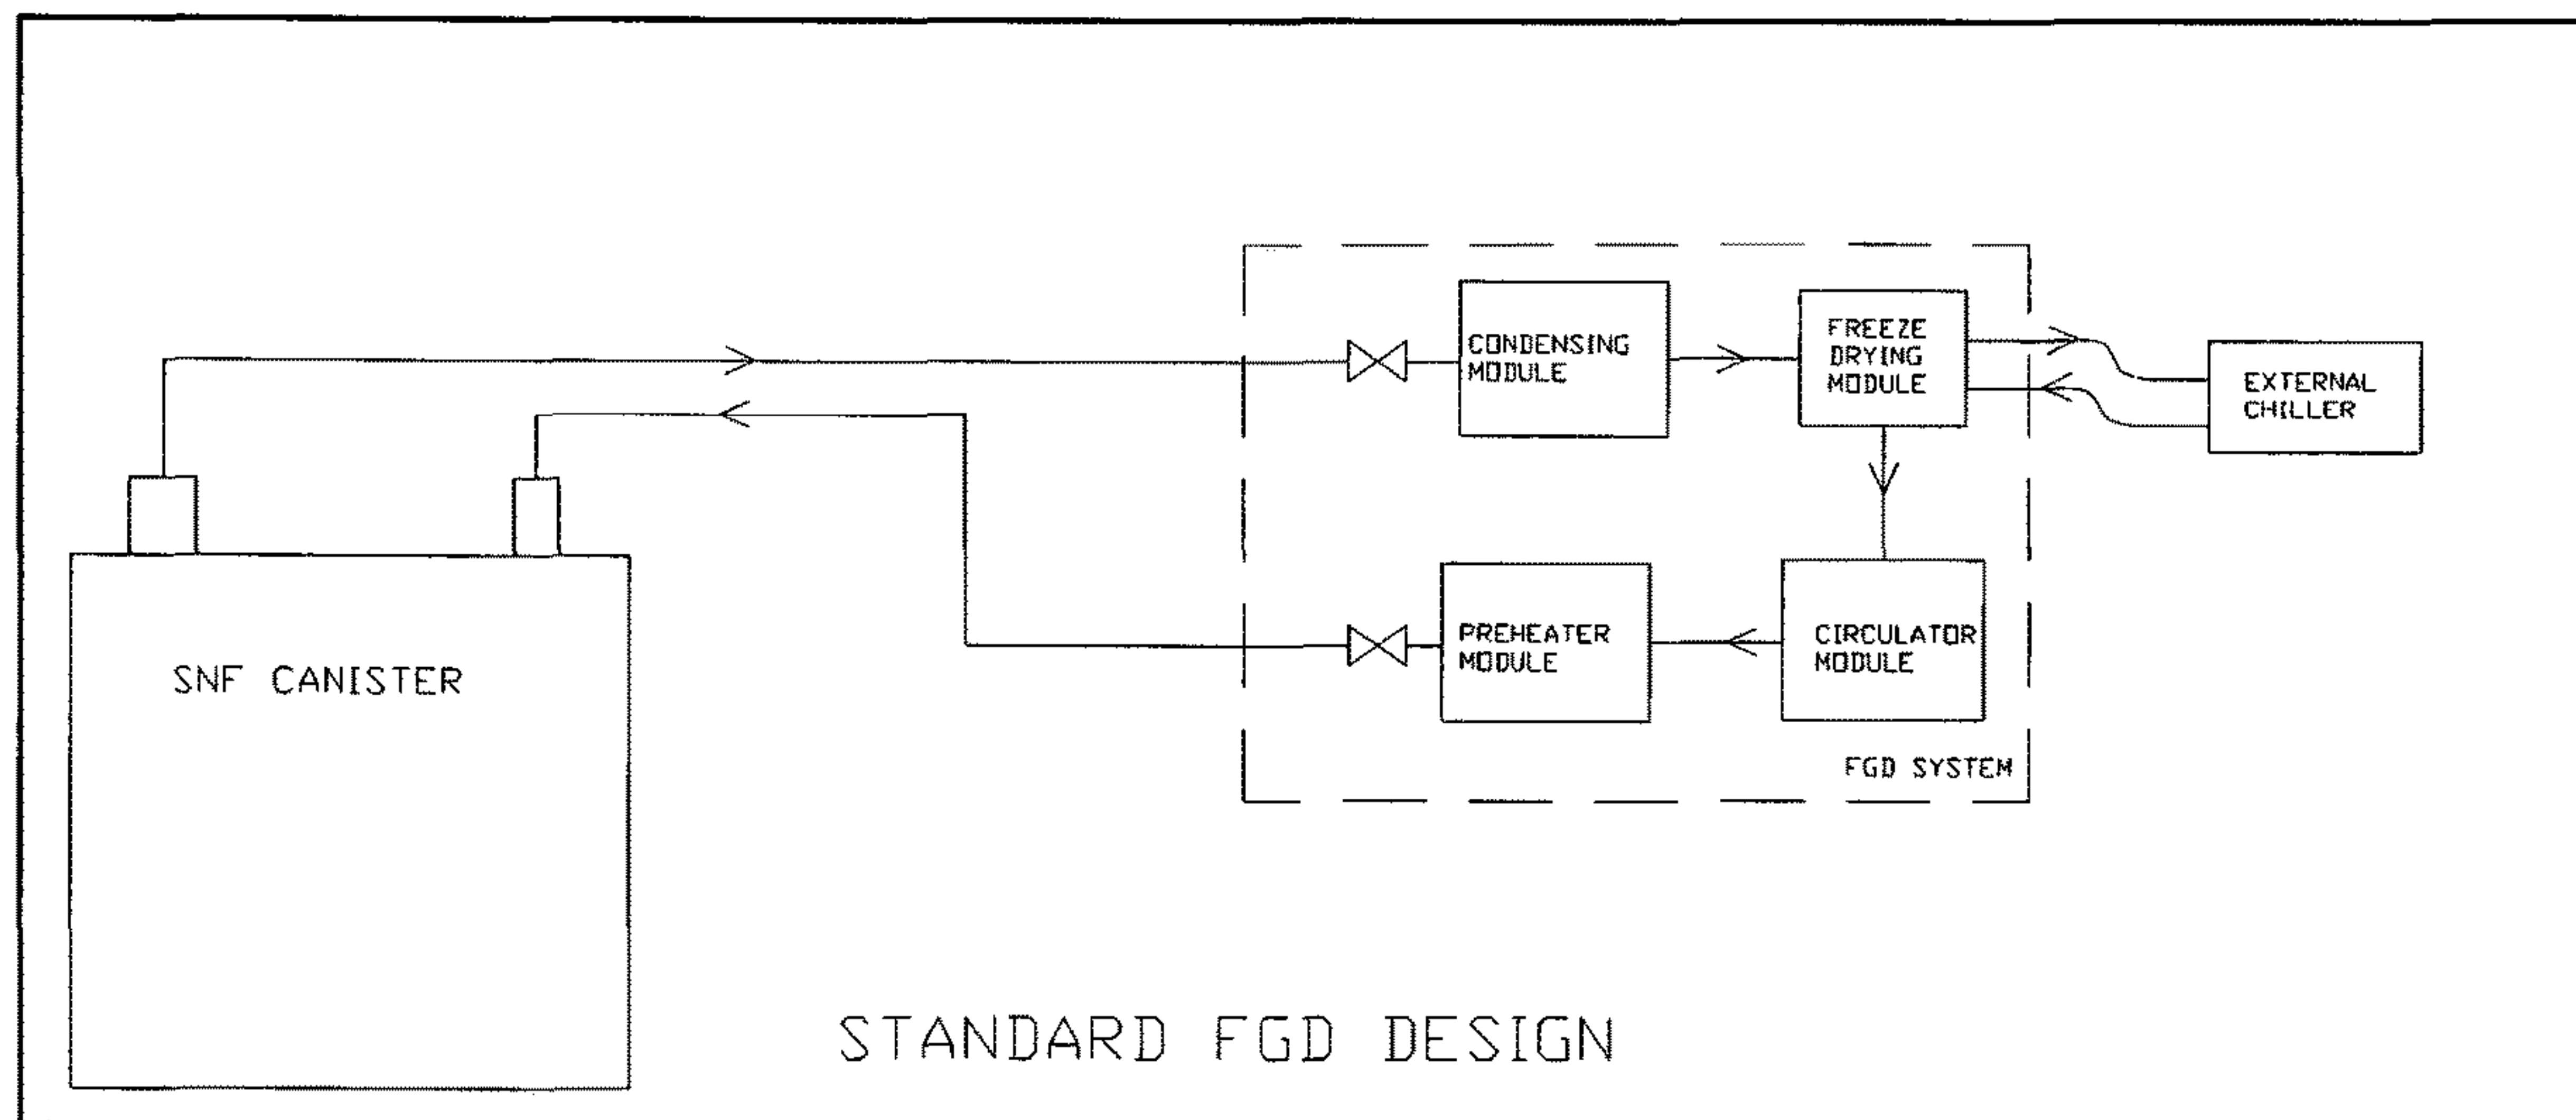 CONDENSING
MODULE
FREEZE
DRYING
MODULE
EXTERNAL
CHILLER
SNF CANISTER
PREHEATER
MODULE
CIRCULATOR
MODULE
FGD SYSTEM
STANDARD FGD DESIGN